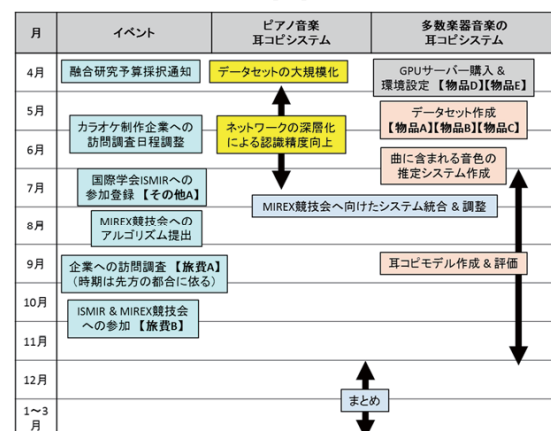 月
イベント
ピアノ音楽
耳コピシステム
多数楽器音楽の
耳コピシステム
4月
融合研究予算採択通知
データセットの大規模化
GPUサーバー購入 &
環境設定 【物品D】【物品E】
5月
カラオケ制作企業への
訪問調査日程調整
ネットワークの深層化
による認識精度向上
データセット作成
【物品A】【物品B】【物品C】
6月
曲に含まれる音色の
推定システム作成
7月
国際学会ISMIRへの
参加登録 【その他A】
MIREX競技会へ向けたシステム統合 & 調整
8月
MIREX競技会への
アルゴリズム提出
9月
企業への訪問調査 【旅費A】
（時期は先方の都合に依る）
耳コピモデル作成 & 評価
10月
ISMIR & MIREX競技会
への参加 【旅費B】
11月
12月
まとめ
1～3
月